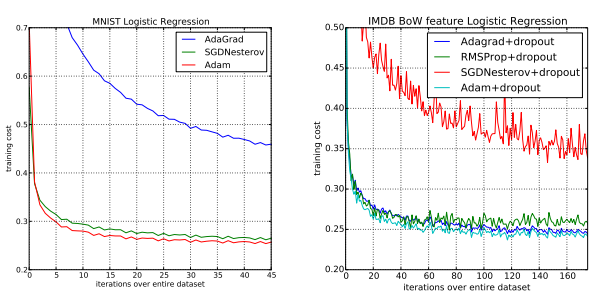 MNIST Logistic Regression
0.7
0.6
0.5
0.4
0.3
0.2
training cost
AdaGrad
SGDNesterov
Adam
0 5 10 15 20 25 30 35 40 45
iterations over entire dataset
IMDB BoW feature Logistic Regression
0.50
0.45
0.40
0.35
0.30
0.25
0.20
training cost
Adagrad+dropout
RMSProp+dropout
SGDNesterov+dropout
Adam+dropout
0 20 40 60 80 100 120 140 160
iterations over entire dataset